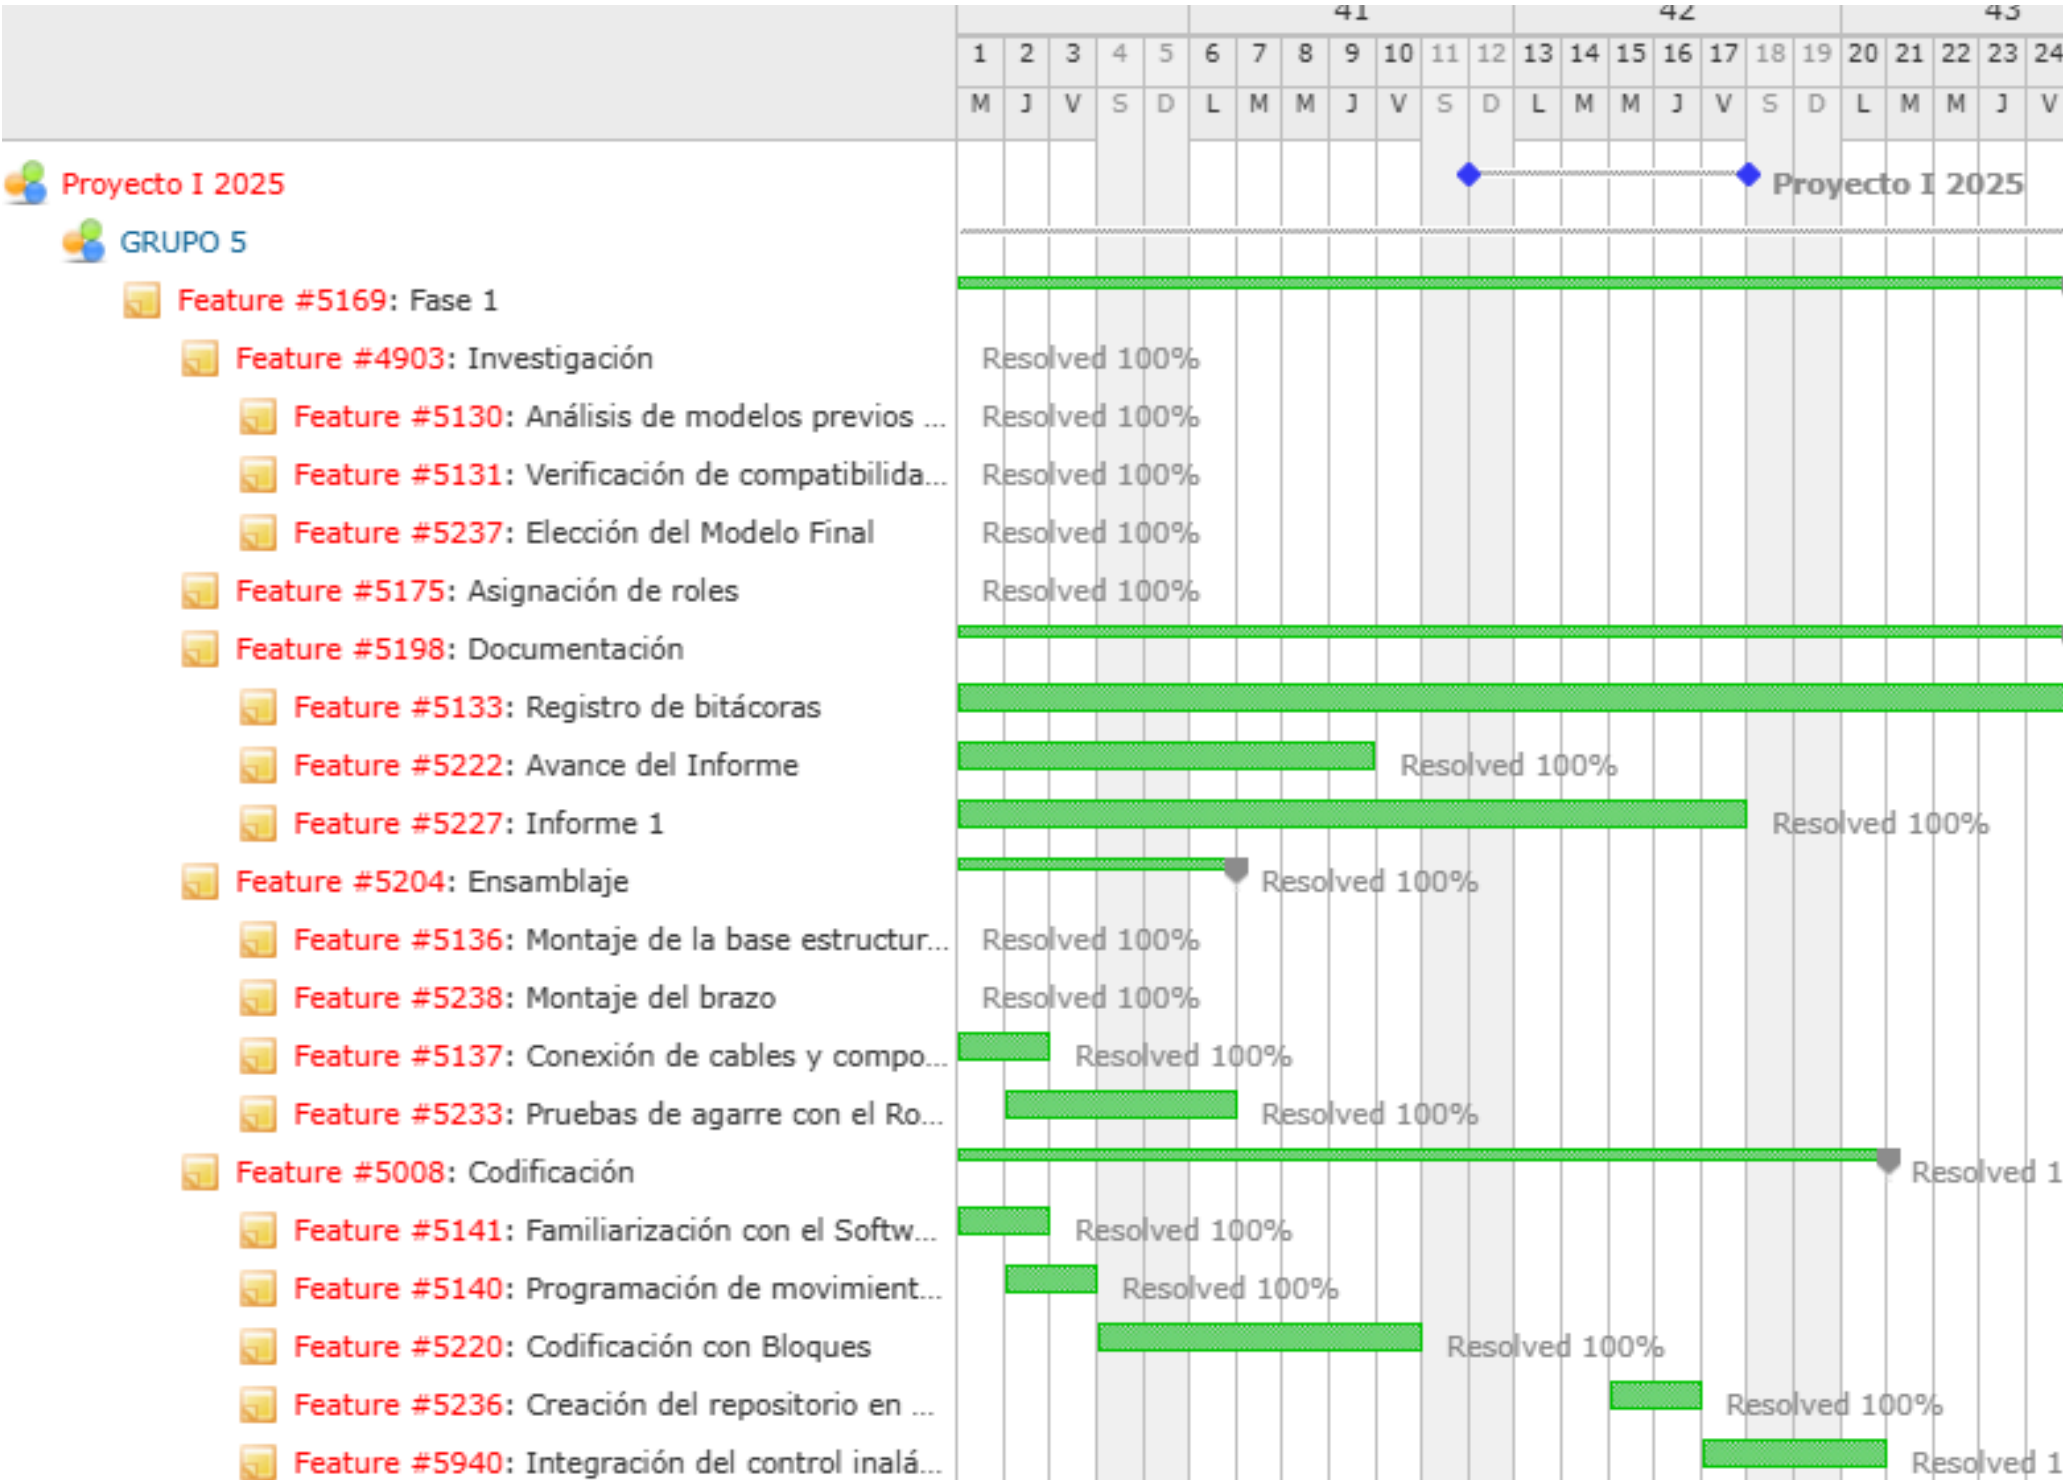 41 42 43
1 2 3 4 5 6 7 8 9 10 11 12 13 14 15 16 17 18 19 20 21 22 23 24
M J V S D L M M J V S D L M M J V S D L M M J V
Proyecto I 2025 Proyecto I 2025
GRUPO 5
Feature #5169: Fase 1
Feature #4903: Investigación Resolved 100%
Feature #5130: Análisis de modelos previos ... Resolved 100%
Feature #5131: Verificación de compatibilida... Resolved 100%
Feature #5237: Elección del Modelo Final Resolved 100%
Feature #5175: Asignación de roles Resolved 100%
Feature #5198: Documentación
Feature #5133: Registro de bitácoras
Feature #5222: Avance del Informe Resolved 100%
Feature #5227: Informe 1 Resolved 100%
Feature #5204: Ensamblaje Resolved 100%
Feature #5136: Montaje de la base estructur... Resolved 100%
Feature #5238: Montaje del brazo Resolved 100%
Feature #5137: Conexión de cables y compo... Resolved 100%
Feature #5233: Pruebas de agarre con el Ro... Resolved 100%
Feature #5008: Codificación Resolved 1
Feature #5141: Familiarización con el Softw... Resolved 100%
Feature #5140: Programación de movimient... Resolved 100%
Feature #5220: Codificación con Bloques Resolved 100%
Feature #5236: Creación del repositorio en ... Resolved 100%
Feature #5940: Integración del control inalá... Resolved 1